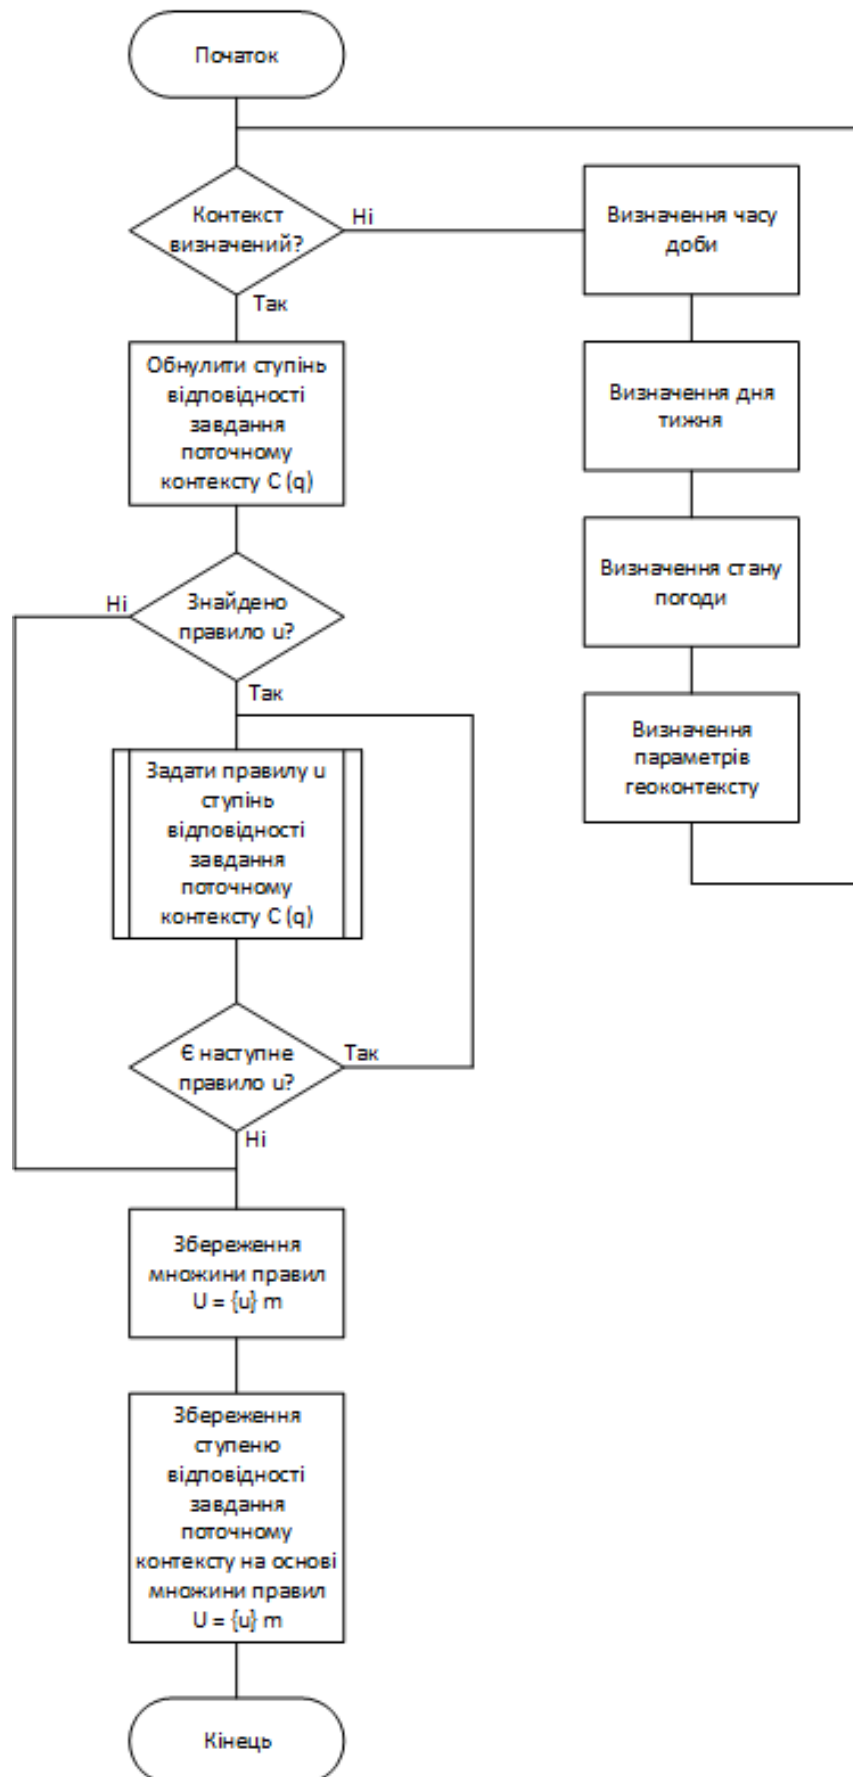 Початок
Контекст
визначений?
Ні
Так
Визначення часу
доби
Обнулити ступінь
відповідності
завдання
поточному
контексту C (q)
Визначення дня
тижня
Визначення стану
погоди
Ні
Знайдено
правило u?
Так
Визначення
параметрів
геоконтексту
Задати правилу u
ступінь
відповідності
завдання
поточному
контексту C (q)
Є наступне
правило u?
Так
Ні
Збереження
множини правил
U = {u} m
Збереження
ступеню
відповідності
завдання
поточному
контексту на основі
множини правил
U = {u} m
Кінець